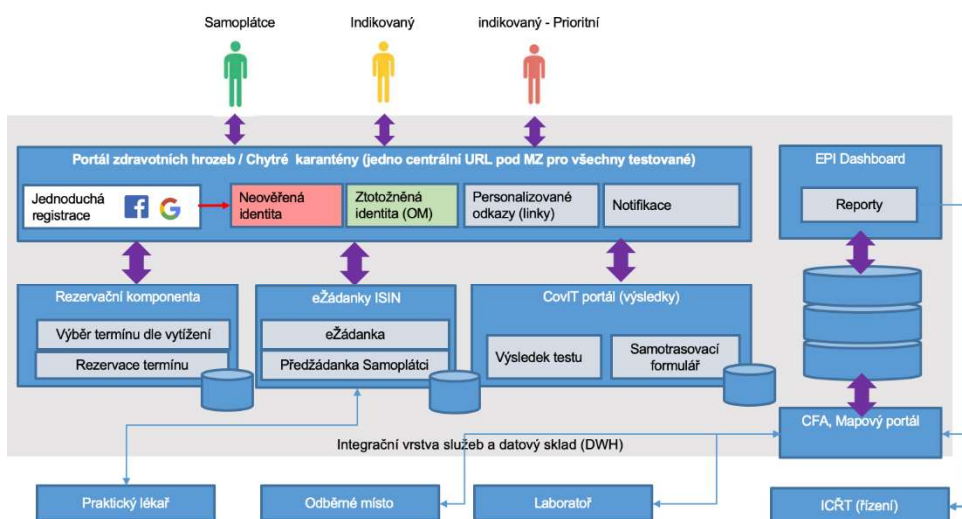 Samoplátce
Indikovaný
indikovaný - Prioritní
Portál zdravotních hrozeb / Chytré karantény (jedno centrální URL pod MZ pro všechny testované)
Jednoduchá
registrace
Neověřená
identita
Ztotožněná
identita (OM)
Personalizované
odkazy (linky)
Notifikace
EPI Dashboard
Reporty
Rezervační komponenta
Výběr termínu dle vytížení
Rezervace termínu
eŽádanky ISIN
eŽádanka
Předžádanka Samoplátci
CovIT portál (výsledky)
Výsledek testu
Samotrasovací
formulář
CFA, Mapový portál
Integrační vrstva služeb a datový sklad (DWH)
Praktický lékař
Odběrné místo
Laboratoř
ICŘT (řízení)